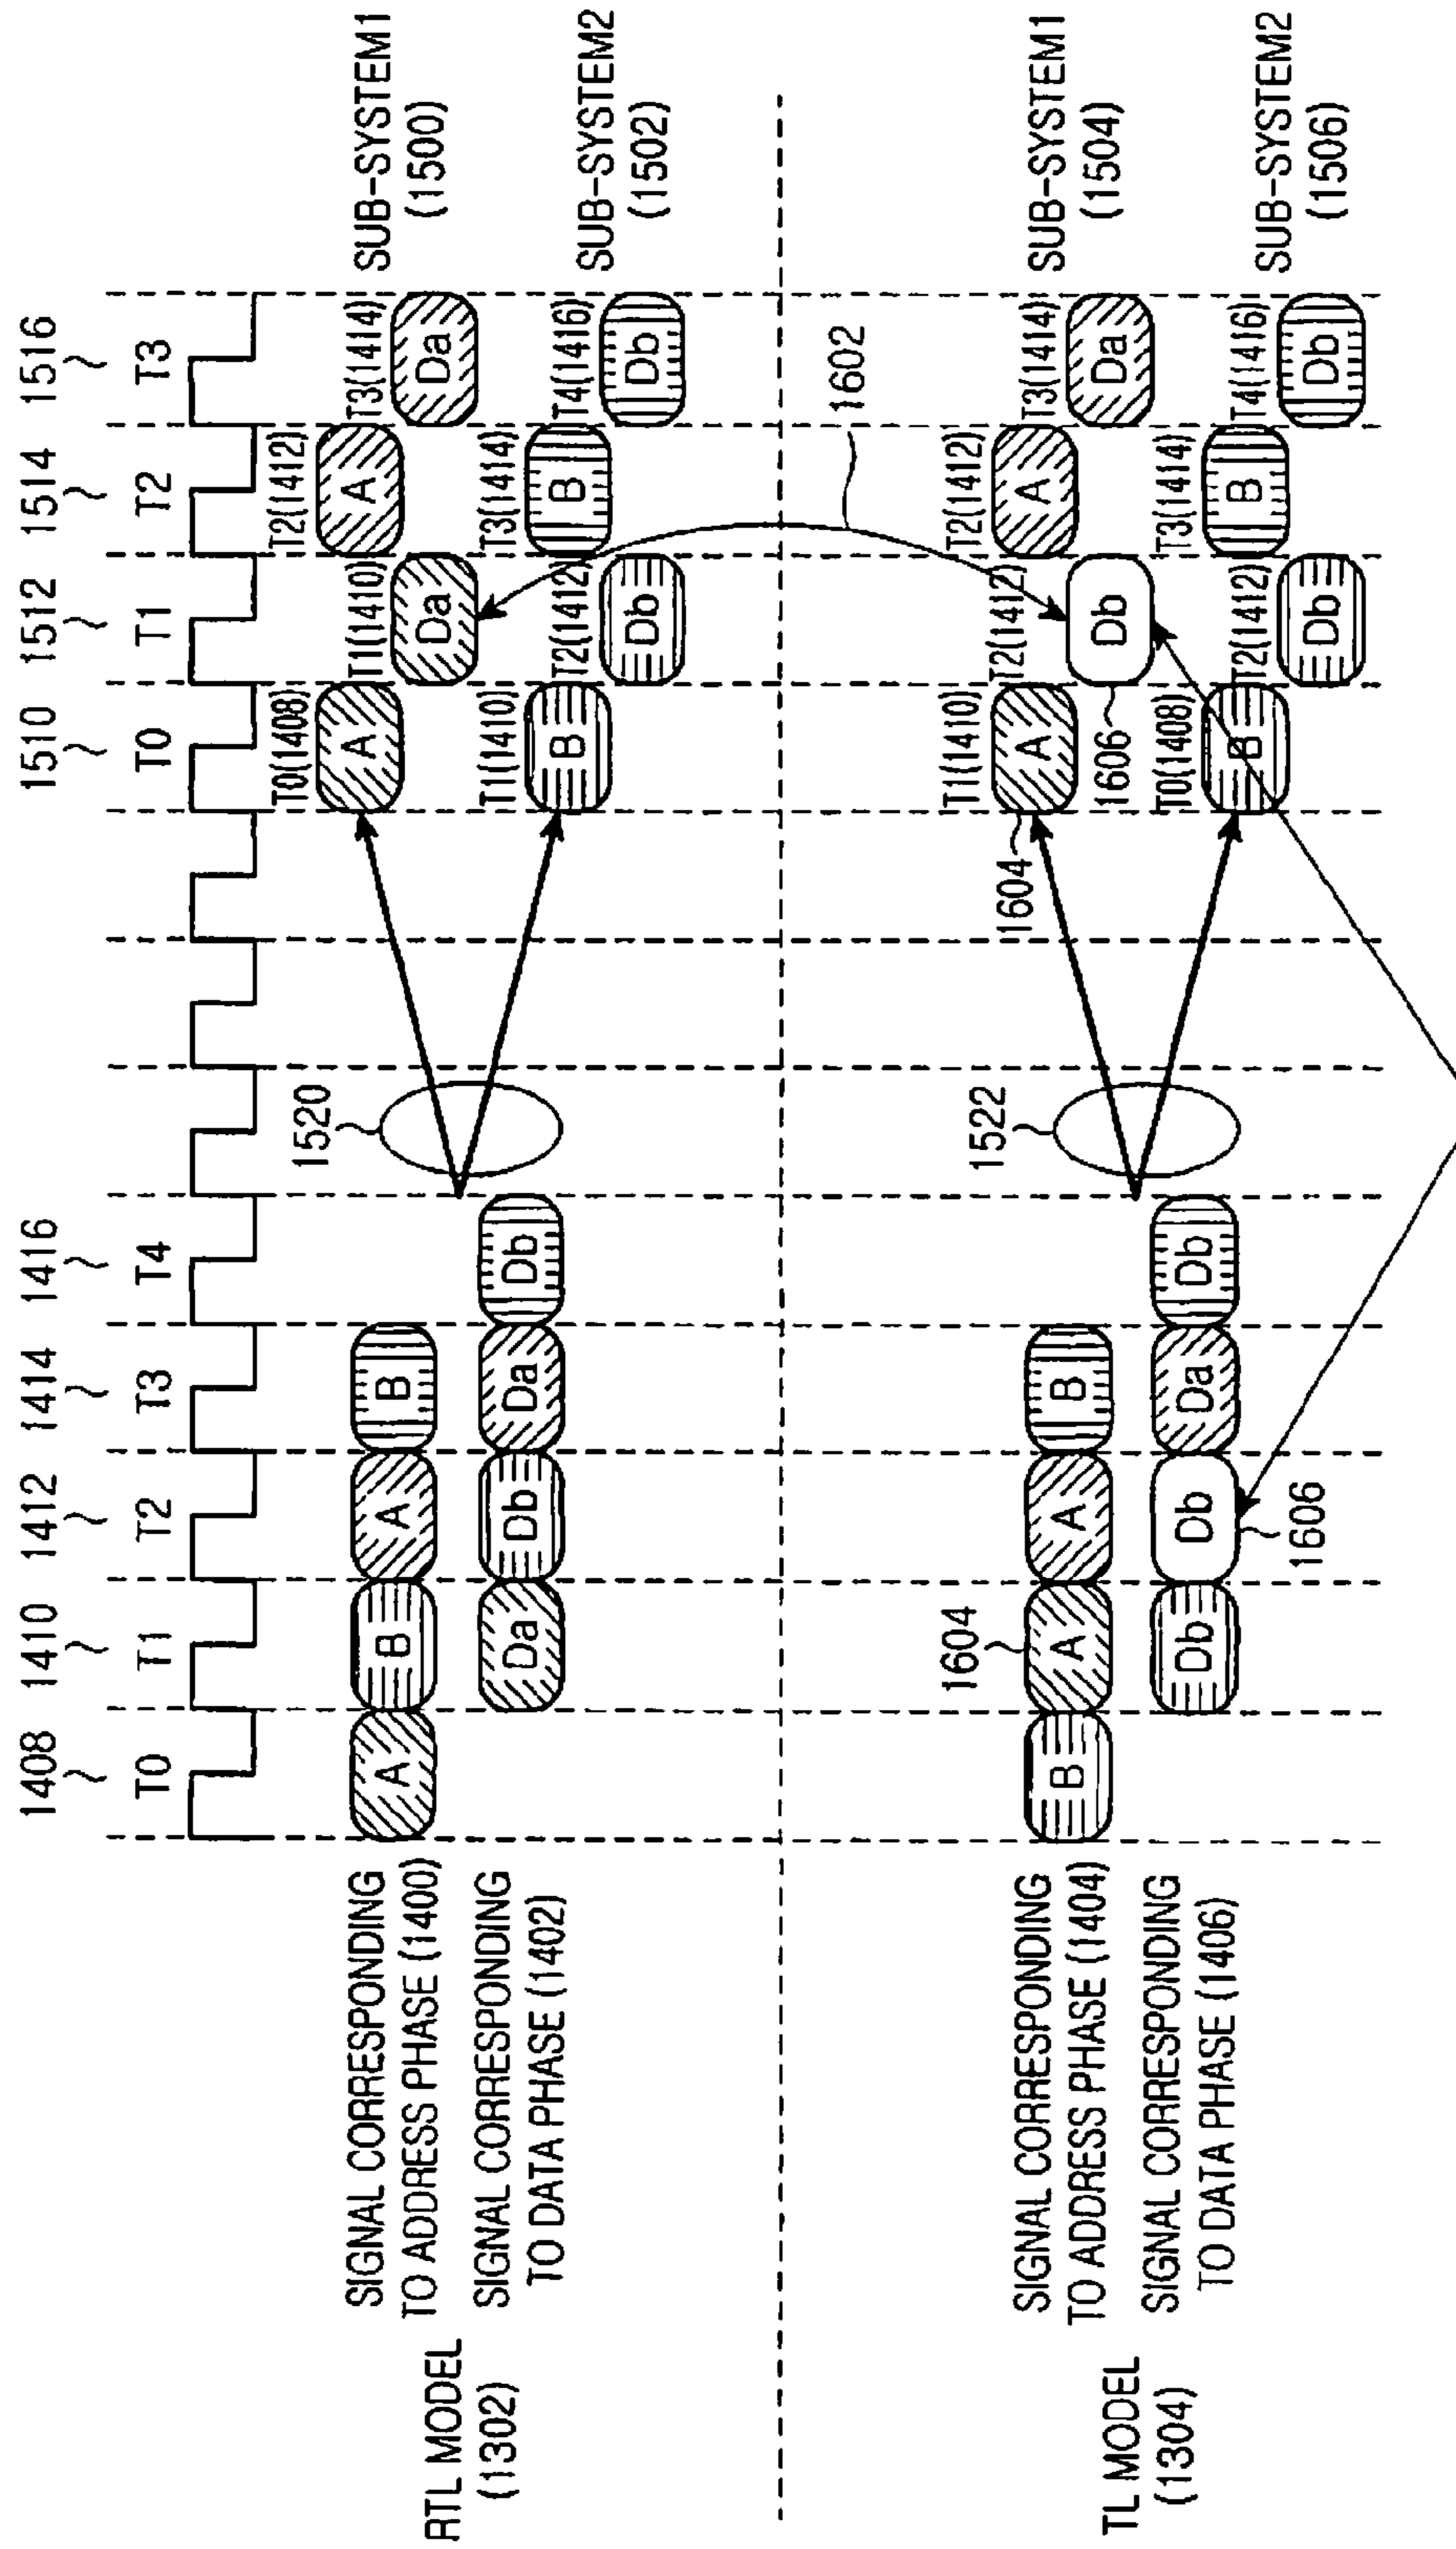 1408 1410 1412 1414 1416 1510 1512 1514 1516
T0 T1 T2 T3 T4 T0 T1 T2 T3
RTL MODEL
(1302)
SIGNAL CORRESPONDING
TO ADDRESS PHASE (1400)
A B A B
SIGNAL CORRESPONDING
TO DATA PHASE (1402)
Da Db Da Db
1520
T0(1408) T2(1412)
A A
T1(1410) T3(1414)
Da Da
SUB-SYSTEM1
(1500)
T1(1410) T3(1414)
B B
T2(1412) T4(1416)
Db Db
SUB-SYSTEM2
(1502)
1602
TL MODEL
(1304)
SIGNAL CORRESPONDING
TO ADDRESS PHASE (1404)
1604
B A A B
SIGNAL CORRESPONDING
TO DATA PHASE (1406)
Db Db Da Db
1606
1522
T1(1410) T2(1412)
1604
A A
T2(1412) T3(1414)
Db Da
1606
SUB-SYSTEM1
(1504)
T0(1408) T3(1414)
B B
T2(1412) T4(1416)
Db Db
SUB-SYSTEM2
(1506)